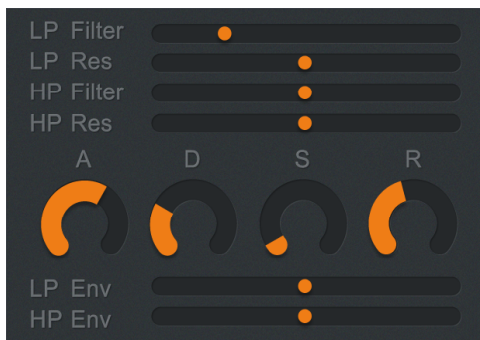 LP Filter
LP Res
HP Filter
HP Res
A D S R
LP Env
HP Env